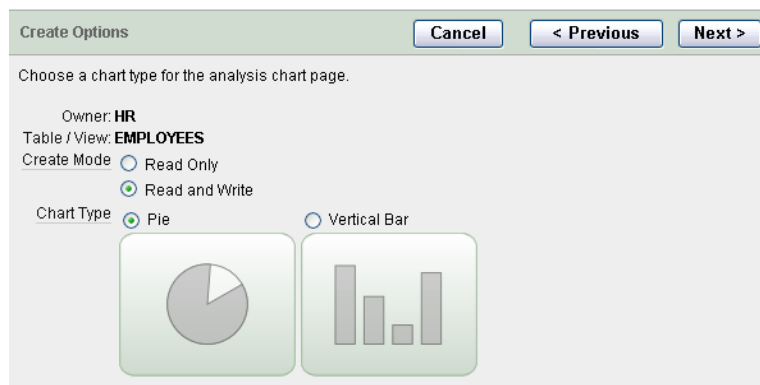 Create Options
Cancel
< Previous
Next >
Choose a chart type for the analysis chart page.
Owner: HR
Table / View: EMPLOYEES
Create Mode Read Only
Read and Write
Chart Type Pie Vertical Bar